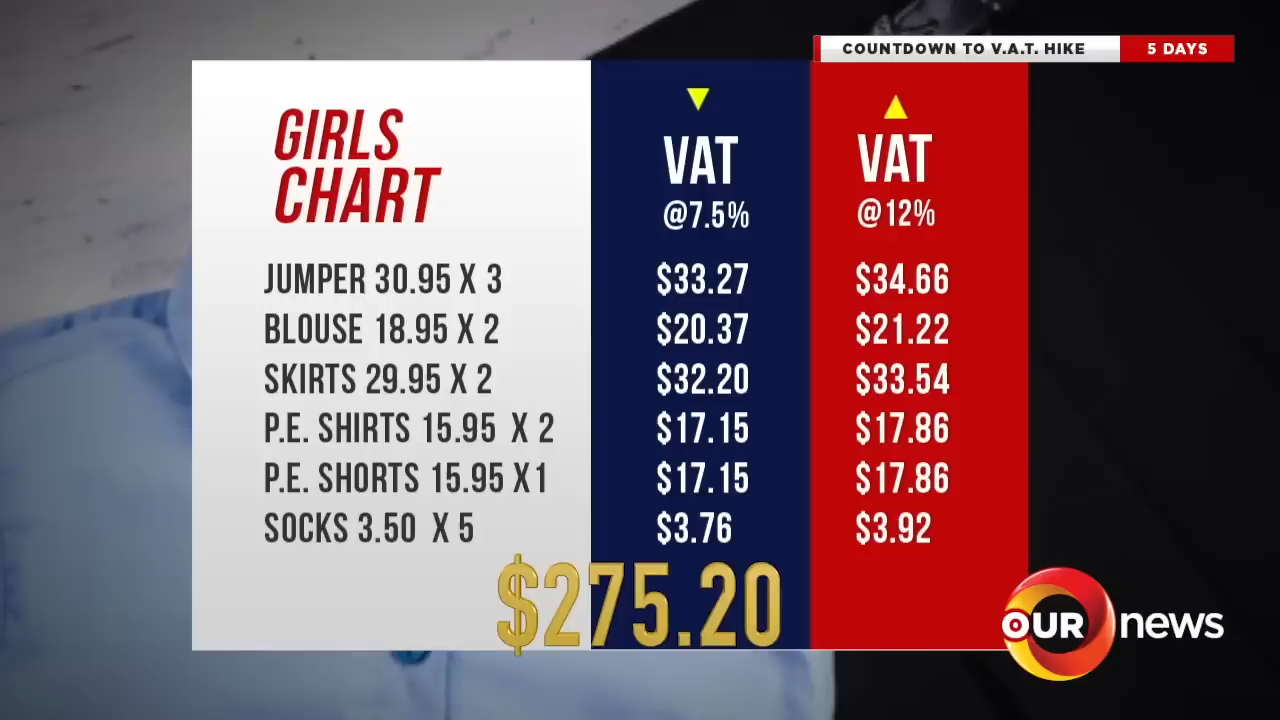 COUNTDOWN TO V.A.T. HIKE 5 DAYS
GIRLS
CHART
VAT
@7.5%
VAT
@12%
JUMPER 30.95 X 3 $33.27 $34.66
BLOUSE 18.95 X 2 $20.37 $21.22
SKIRTS 29.95 X 2 $32.20 $33.54
P.E. SHIRTS 15.95 X 2 $17.15 $17.86
P.E. SHORTS 15.95 X1 $17.15 $17.86
SOCKS 3.50 X 5 $3.76 $3.92
$275.20
OUR news